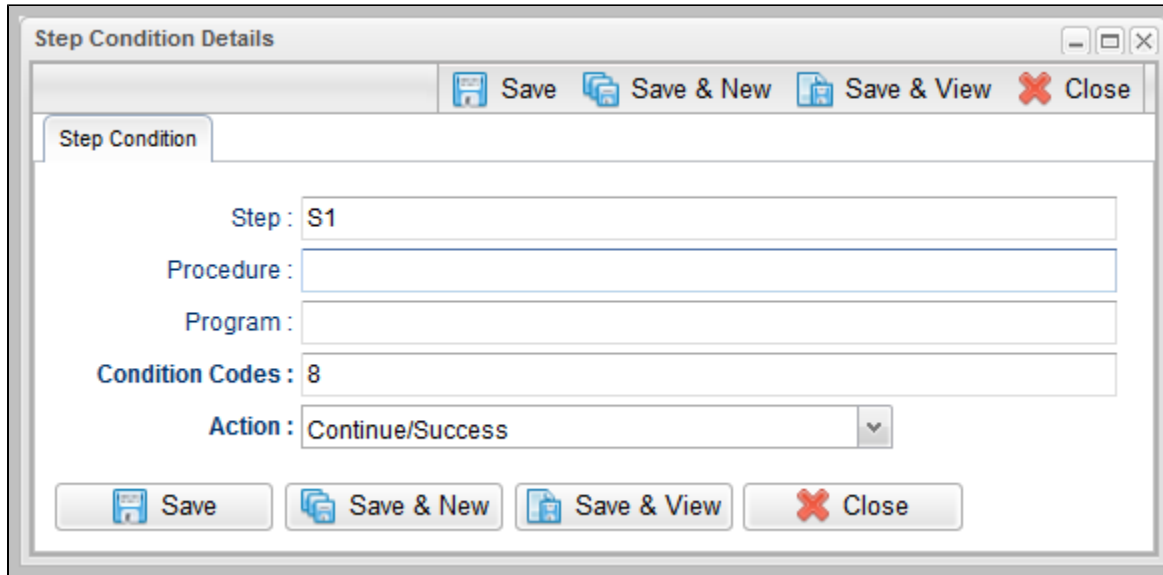 Step Condition Details
Save Save & New Save & View Close
Step Condition
Step : S1
Procedure :
Program :
Condition Codes : 8
Action : Continue/Success
Save Save & New Save & View Close